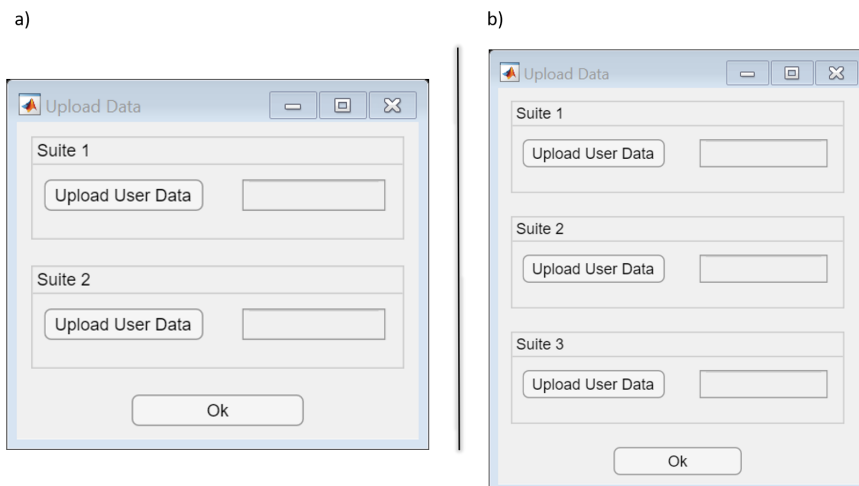 a)
Upload Data
Suite 1
Upload User Data
Suite 2
Upload User Data
Ok
b)
Upload Data
Suite 1
Upload User Data
Suite 2
Upload User Data
Suite 3
Upload User Data
Ok